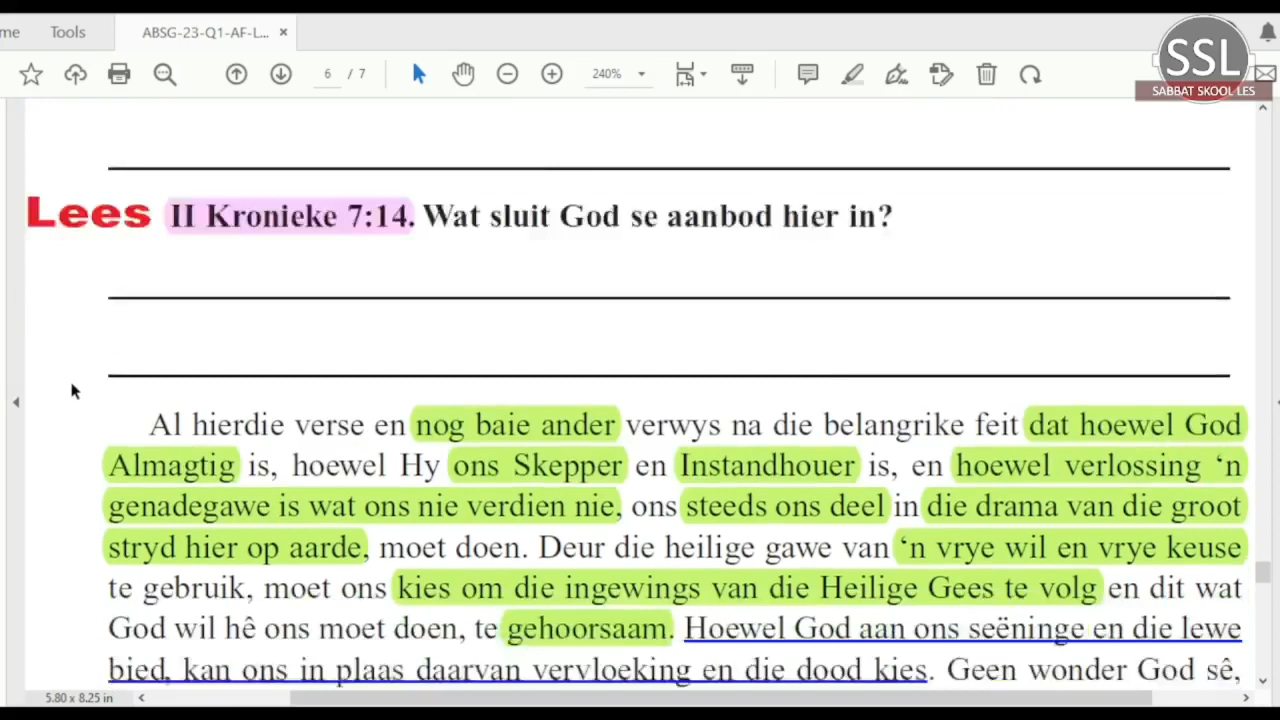 me Tools ABSG-23-Q1-AF-L... ×
SSL
SABBAT SKOOL LES
6 / 7 240%
Lees II Kronieke 7:14. Wat sluit God se aanbod hier in?
Al hierdie verse en nog baie ander verwys na die belangrike feit dat hoewel God
Almagtig is, hoewel Hy ons Skepper en Instandhouer is, en hoewel verlossing ‘n
genadegawe is wat ons nie verdien nie, ons steeds ons deel in die drama van die groot
stryd hier op aarde, moet doen. Deur die heilige gawe van ‘n vrye wil en vrye keuse
te gebruik, moet ons kies om die ingewings van die Heilige Gees te volg en dit wat
God wil hê ons moet doen, te gehoorsaam. Hoewel God aan ons seëninge en die lewe
bied, kan ons in plaas daarvan vervloeking en die dood kies. Geen wonder God sê,
5.80 x 8.25 in